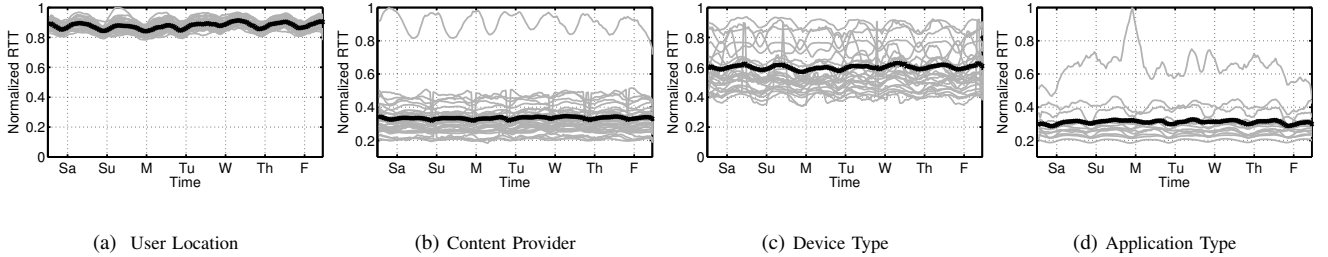 Normalized RTT
1
0.8
0.6
0.4
0.2
0
Sa Su M Tu W Th F
Time
(a) User Location
Normalized RTT
1
0.8
0.6
0.4
0.2
Sa Su M Tu W Th F
Time
(b) Content Provider
Normalized RTT
1
0.8
0.6
0.4
0.2
0
Sa Su M Tu W Th F
Time
(c) Device Type
Normalized RTT
1
0.8
0.6
0.4
0.2
Sa Su M Tu W Th F
Time
(d) Application Type